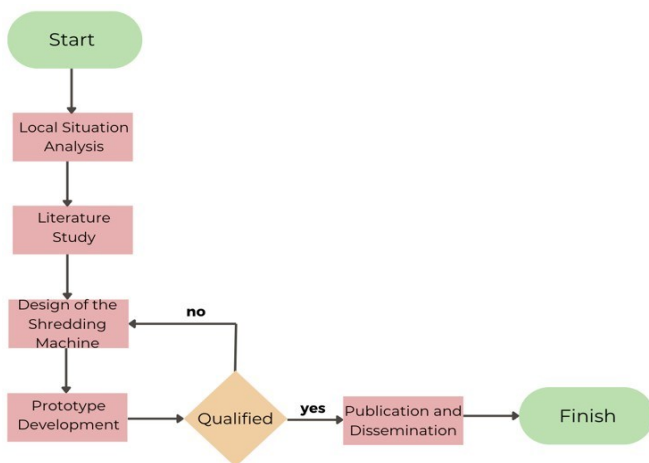 Start
Local Situation
Analysis
Literature
Study
Design of the
Shredding
Machine
no
Prototype
Development
Qualified
yes
Publication and
Dissemination
Finish